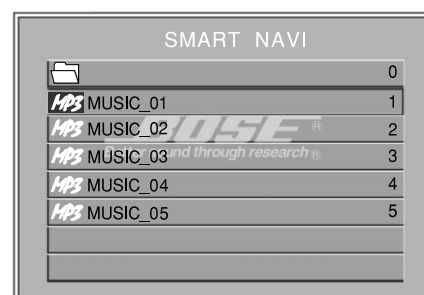 SMART NAVI
0
MP3 MUSIC_01 1
MP3 MUSIC_02 2
BOSE ®
MP3 MUSIC_03 3
Better sound through research ®
MP3 MUSIC_04 4
MP3 MUSIC_05 5